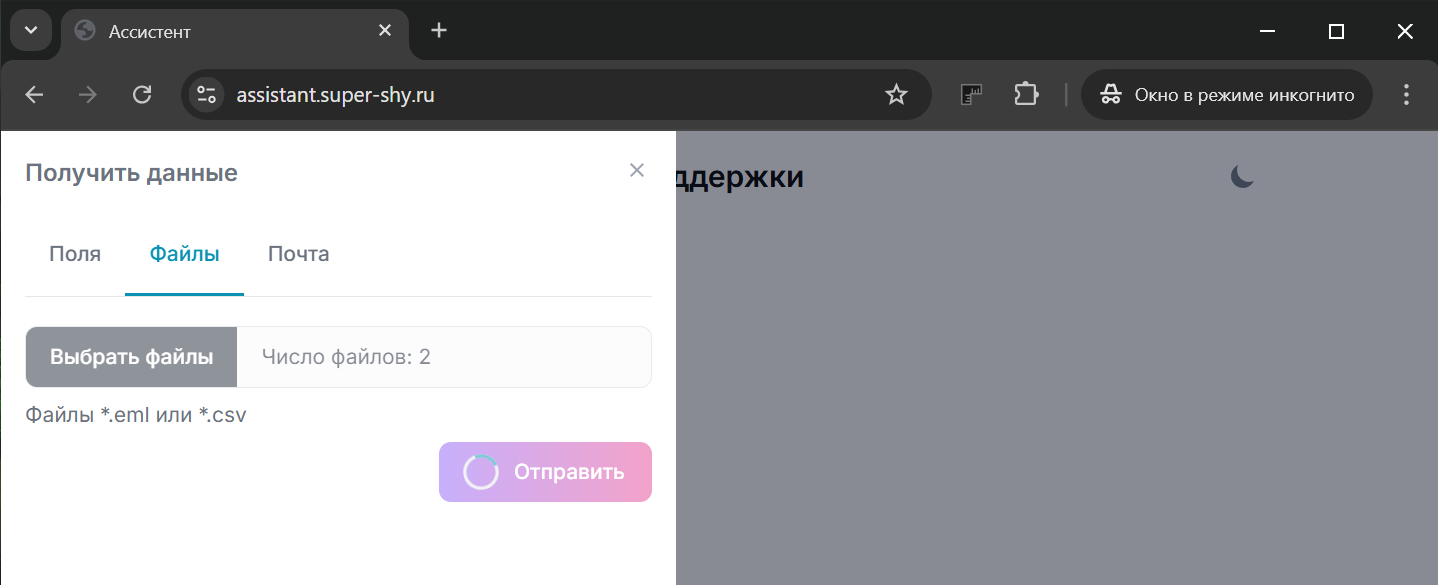 Ассистент
assistant.super-shy.ru
Окно в режиме инкогнито
Получить данные
ддержки
Поля Файлы Почта
Выбрать файлы Число файлов: 2
Файлы *.eml или *.csv
Отправить